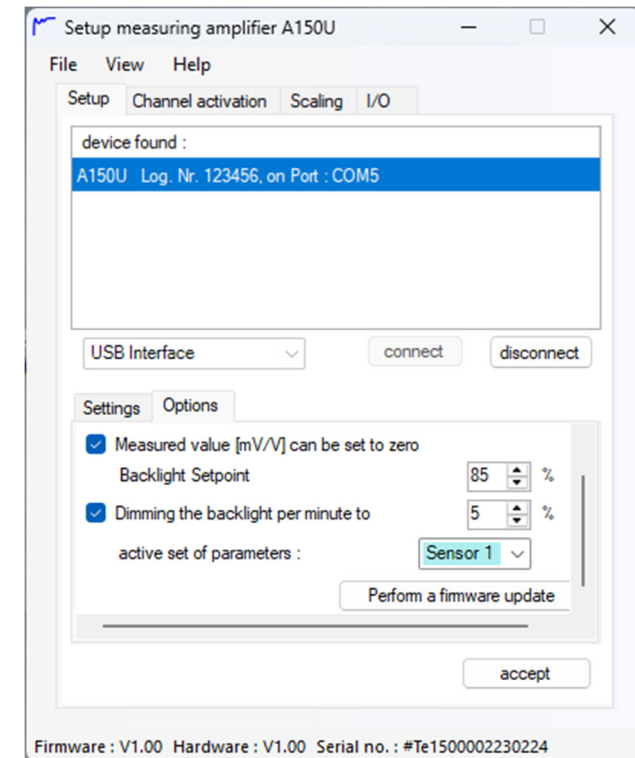 Setup measuring amplifier A150U
File View Help
Setup Channel activation Scaling I/O
device found :
A150U Log. Nr. 123456, on Port : COM5
USB Interface connect disconnect
Settings Options
Measured value [mV/V] can be set to zero
Backlight Setpoint 85 %
Dimming the backlight per minute to 5 %
active set of parameters : Sensor 1
Perform a firmware update
accept
Firmware : V1.00 Hardware : V1.00 Serial no. : #Te1500002230224